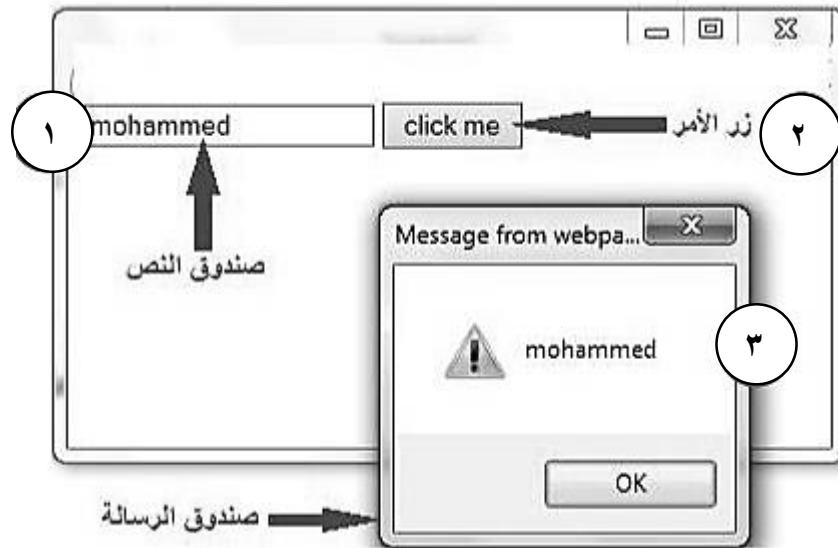 ١
mohammed
click me
زر الأمر
٢
صندوق النص
Message from webpa...
mohammed
٣
OK
صندوق الرسالة